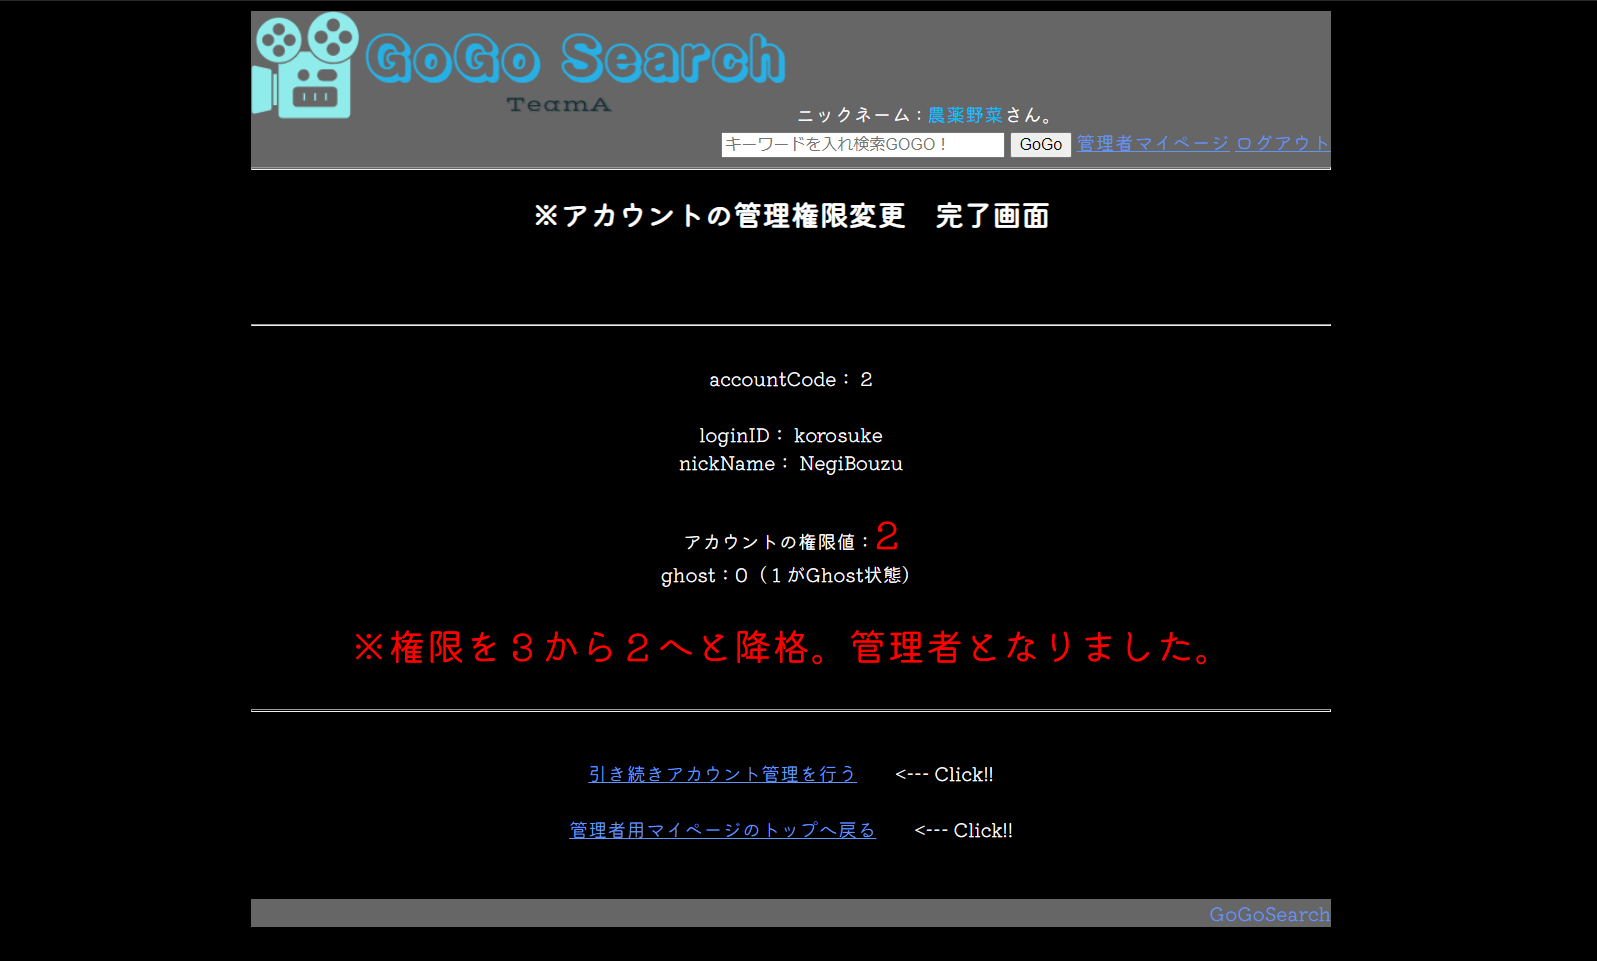 GoGo Search
TeamA
ニックネーム：農薬野菜さん。
キーワードを入れ検索GOGO！ GoGo 管理者マイページ ログアウト
※アカウントの管理権限変更　完了画面
accountCode： 2
loginID： korosuke
nickName： NegiBouzu
アカウントの権限値：2
ghost：0（１がGhost状態）
※権限を３から２へと降格。管理者となりました。
引き続きアカウント管理を行う　　<--- Click!!
管理者用マイページのトップへ戻る　　<--- Click!!
GoGoSearch